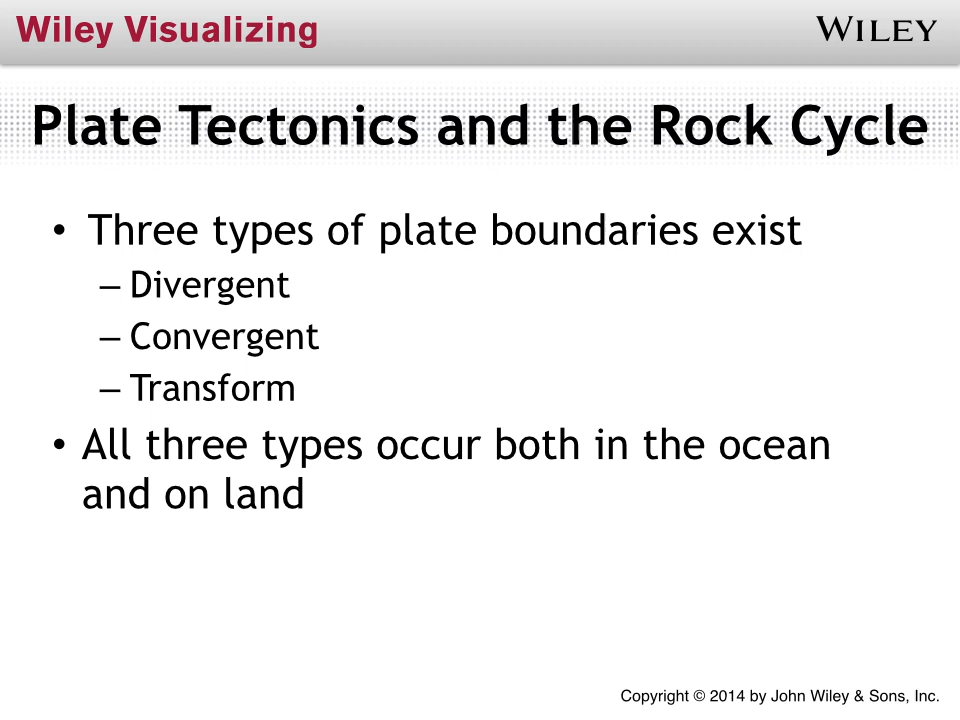 Wiley Visualizing
WILEY
Plate Tectonics and the Rock Cycle
• Three types of plate boundaries exist
– Divergent
– Convergent
– Transform
• All three types occur both in the ocean
and on land
Copyright © 2014 by John Wiley & Sons, Inc.